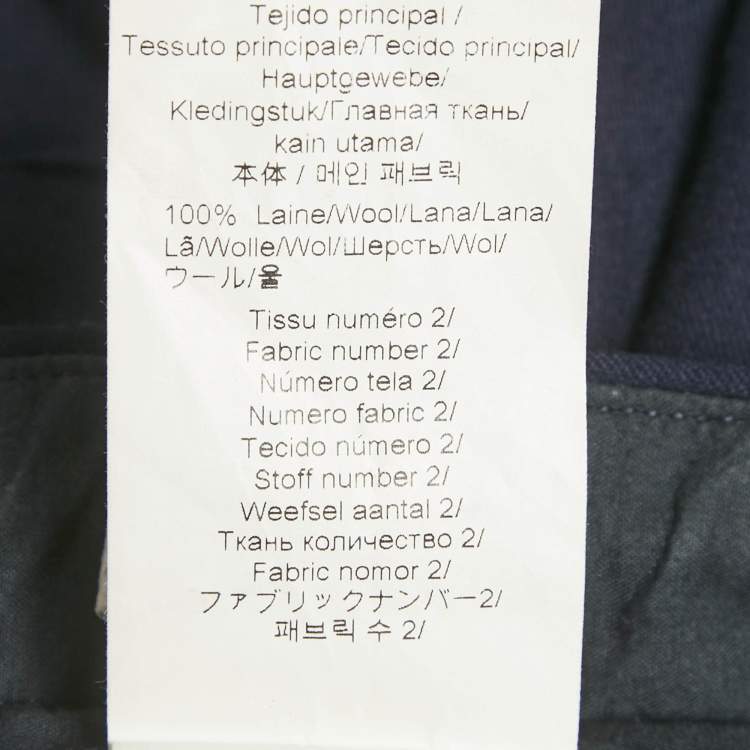 Tejido principal /
Tessuto principale/Tecido principal/
Hauptgewebe/
Kledingstuk/Главная ткань/
kain utama/
本体 / 메인 패브릭
100% Laine/Wool/Lana/Lana/
Lã/Wolle/Wol/Шерсть/Wol/
ウール/울
Tissu numéro 2/
Fabric number 2/
Número tela 2/
Numero fabric 2/
Tecido número 2/
Stoff number 2/
Weefsel aantal 2/
Ткань количество 2/
Fabric nomor 2/
ファブリックナンバー2/
패브릭 수 2/